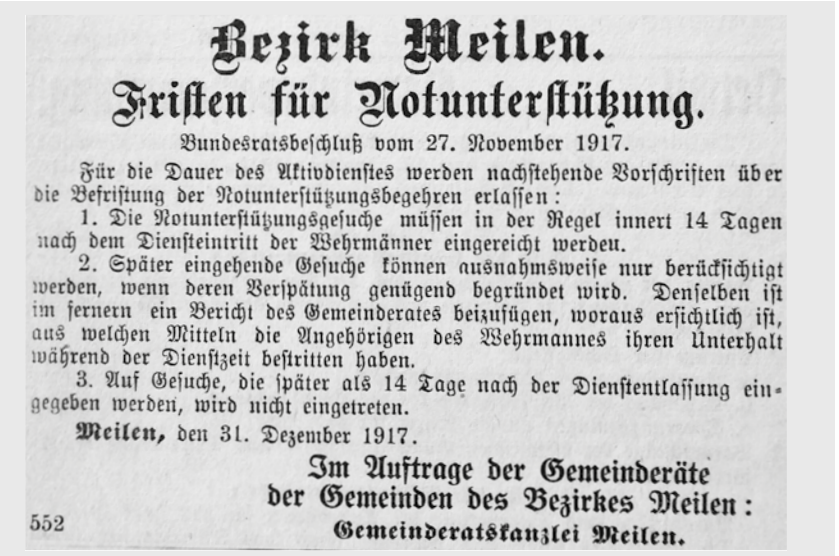 Bezirk Meilen.
Fristen für Notunterstützung.
Bundesratsbeschluß vom 27. November 1917.
Für die Dauer des Aktivdienstes werden nachstehende Vorschriften über
die Befristung der Notunterstützungsbegehren erlassen:
1. Die Notunterstützungsgesuche müssen in der Regel innert 14 Tagen
nach dem Diensteintritt der Wehrmänner eingereicht werden.
2. Später eingehende Gesuche können ausnahmsweise nur berücksichtigt
werden, wenn deren Verspätung genügend begründet wird. Denselben ist
im fernern ein Bericht des Gemeinderates beizufügen, woraus ersichtlich ist,
aus welchen Mitteln die Angehörigen des Wehrmannes ihren Unterhalt
während der Dienstzeit bestritten haben.
3. Auf Gesuche, die später als 14 Tage nach der Dienstentlassung ein-
gegeben werden, wird nicht eingetreten.
Meilen, den 31. Dezember 1917.
Im Auftrage der Gemeinderäte
der Gemeinden des Bezirkes Meilen:
552 Gemeinderatskanzlei Meilen.